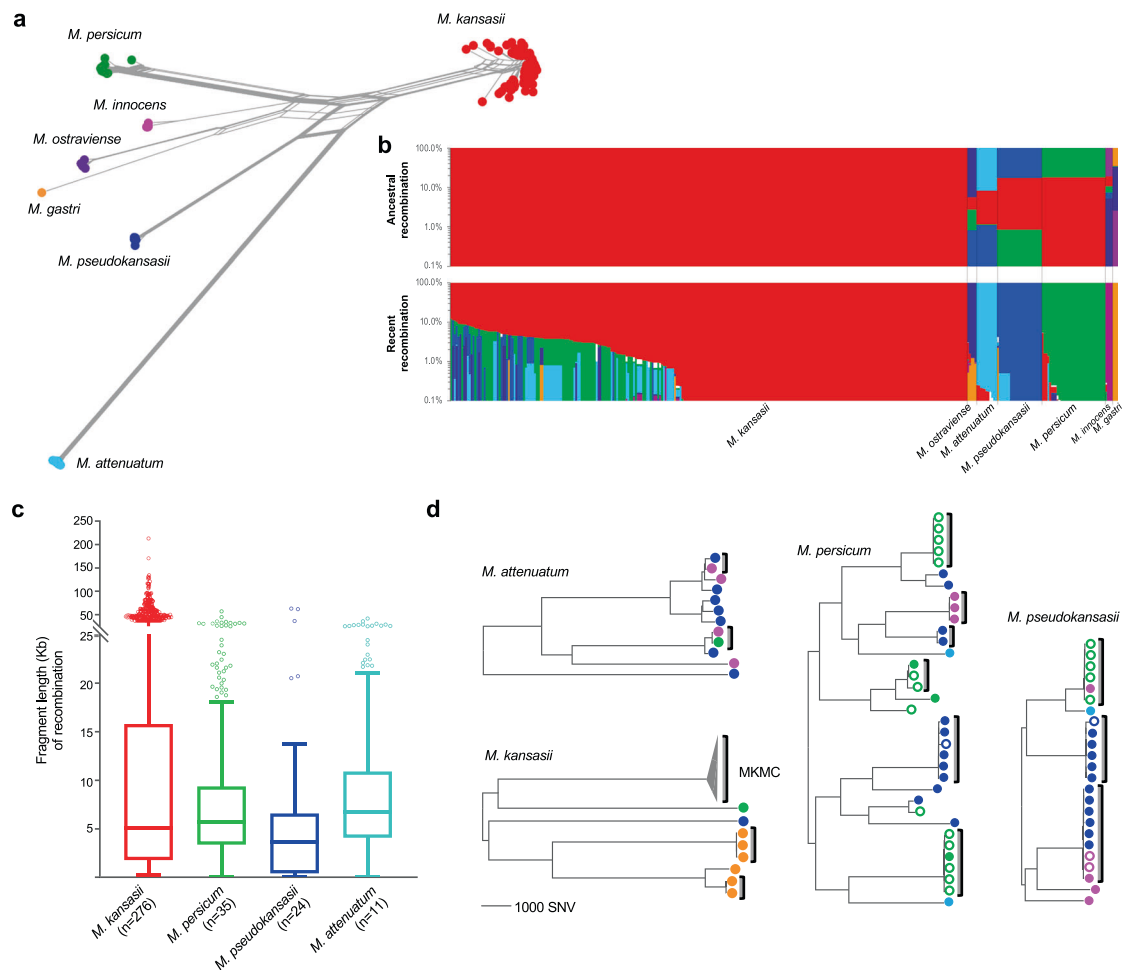 a
M. persicum
M. kansasii
M. innocens
M. ostraviense
M. gastri
M. pseudokansasii
M. attenuatum
b
Ancestral
recombination
100.0%
10.0%
1.0%
0.1%
Recent
recombination
100.0%
10.0%
1.0%
0.1%
M. kansasii
M. ostraviense
M. attenuatum
M. pseudokansasii
M. persicum
M. innocens
M. gastri
c
Fragment length (Kb)
of recombination
250
200
150
100
50
25
20
15
10
5
M. kansasii
(n=276)
M. persicum
(n=35)
M. pseudokansasii
(n=24)
M. attenuatum
(n=11)
d
M. attenuatum
M. kansasii
MKMC
1000 SNV
M. persicum
M. pseudokansasii